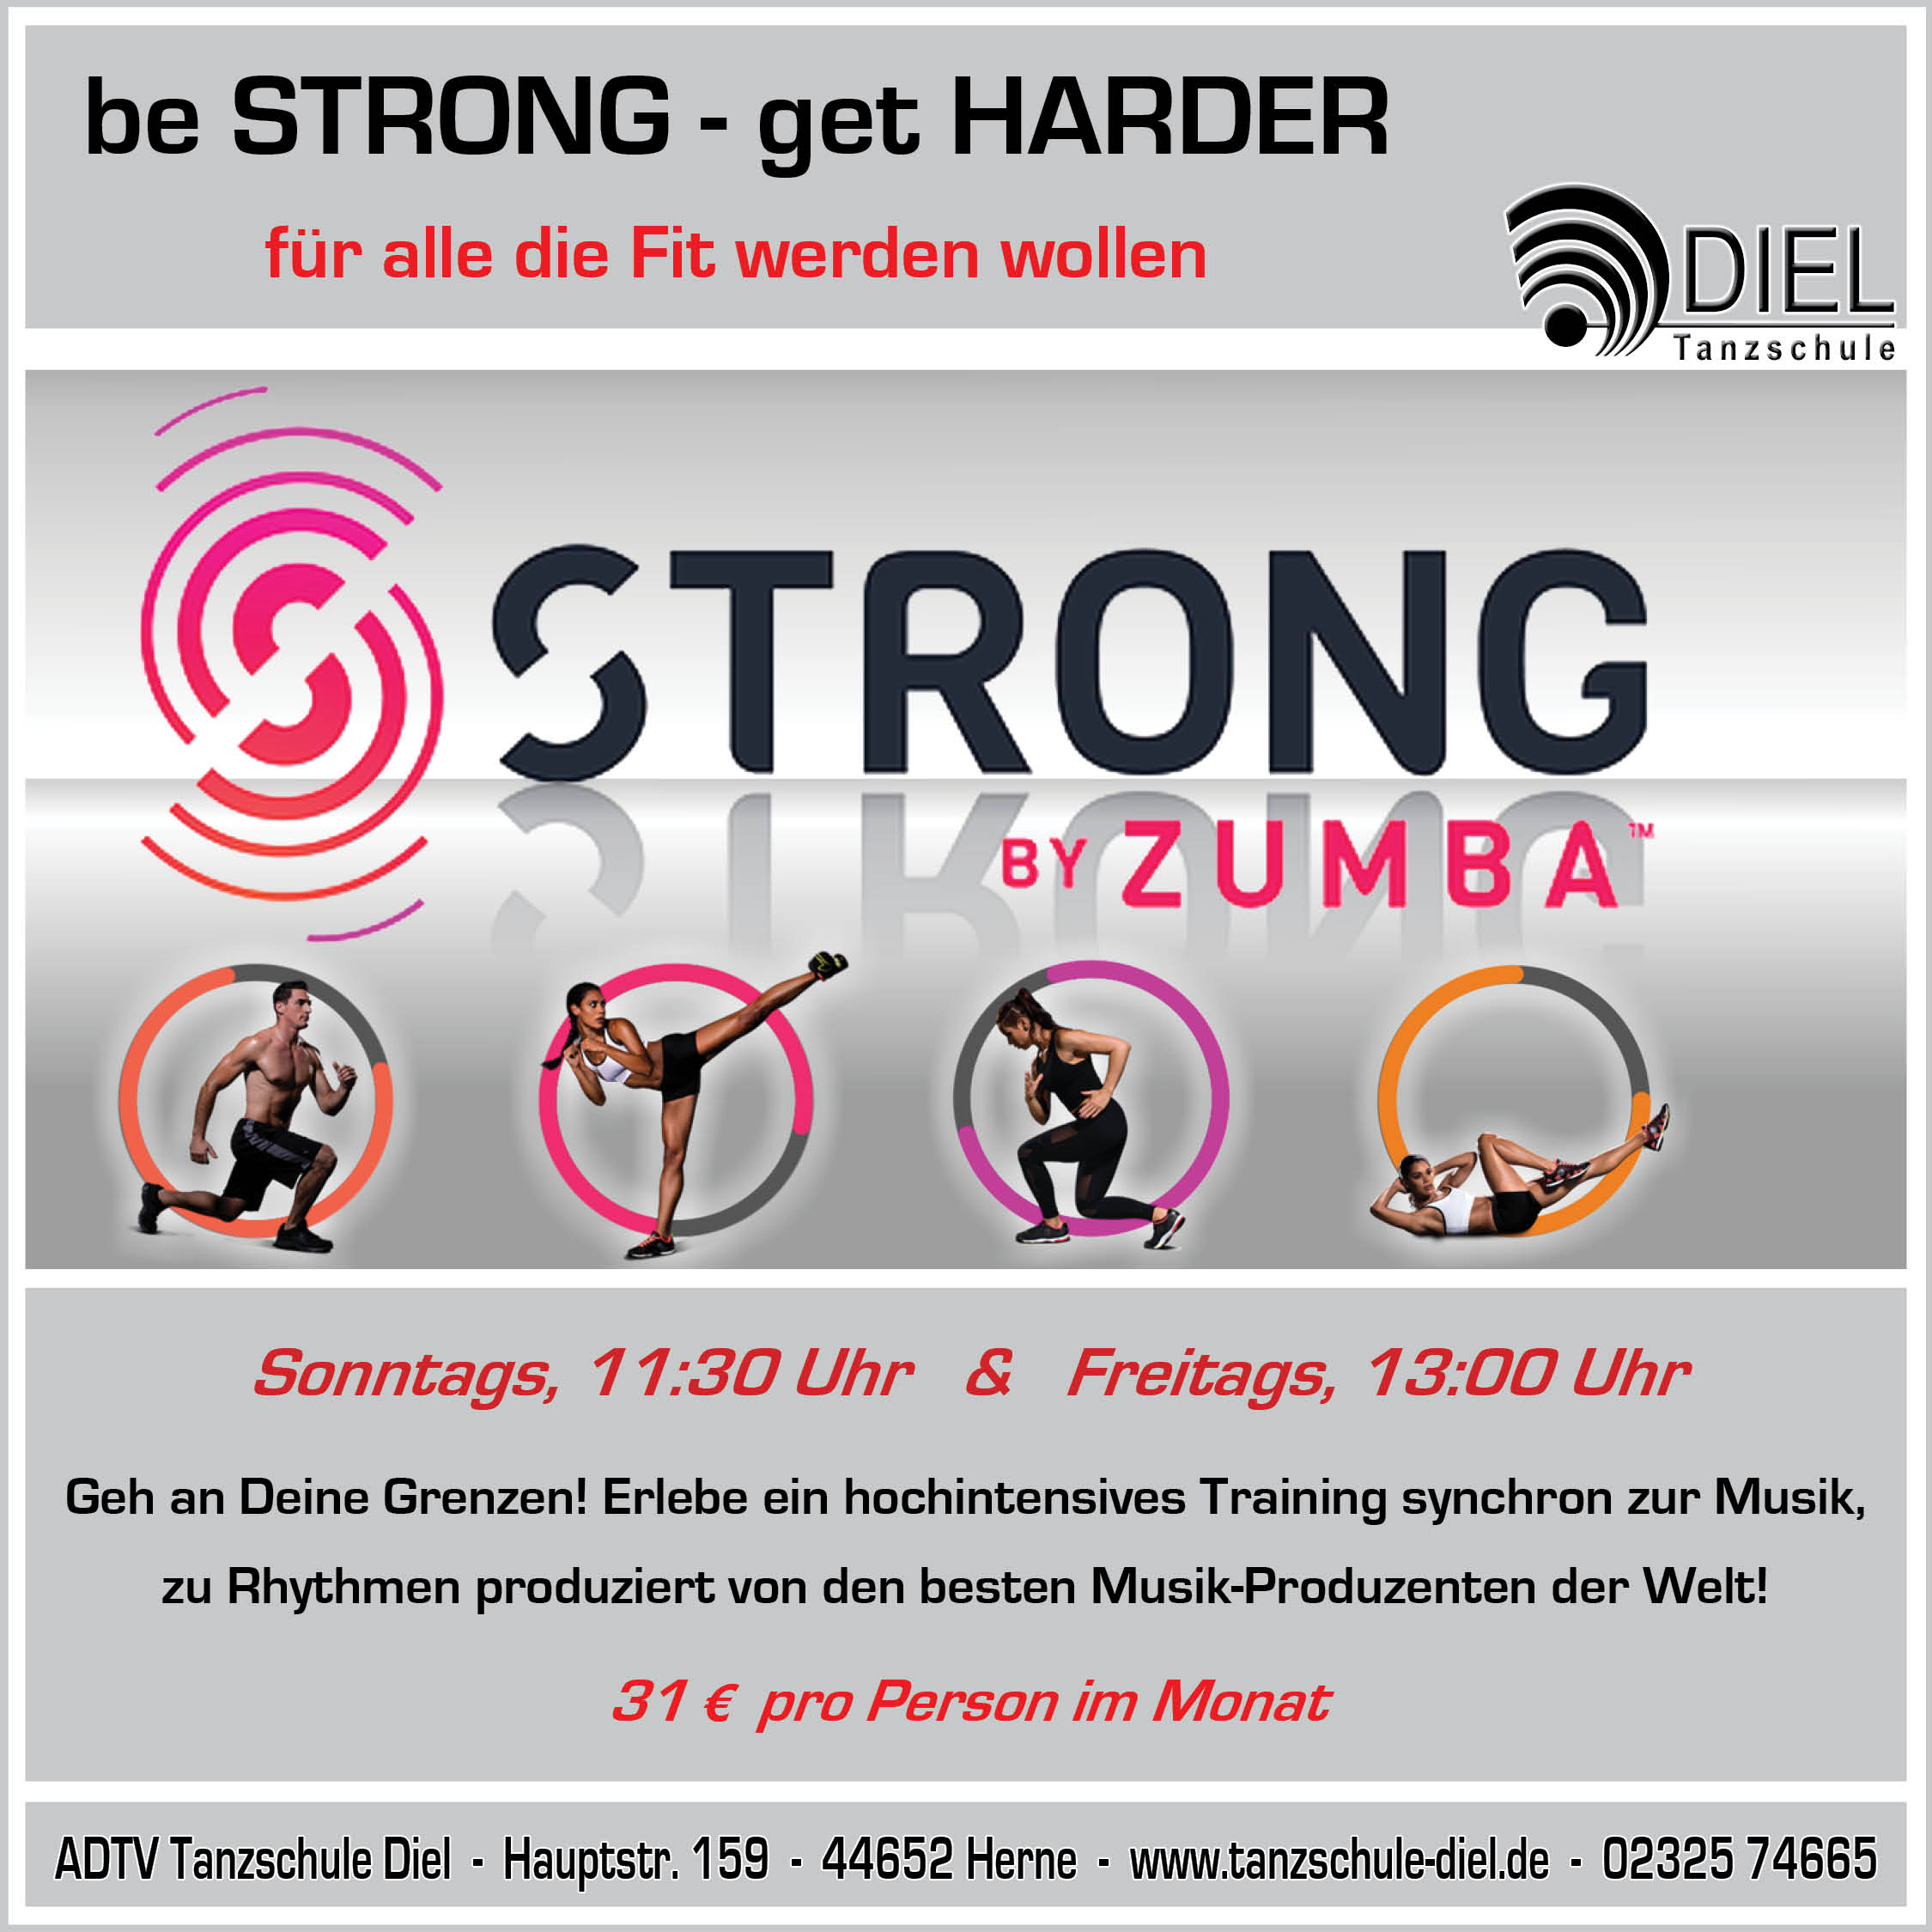 be STRONG - get HARDER
für alle die Fit werden wollen
DIEL
Tanzschule
STRONG
BY ZUMBA™
Sonntags, 11:30 Uhr & Freitags, 13:00 Uhr
Geh an Deine Grenzen! Erlebe ein hochintensives Training synchron zur Musik,
zu Rhythmen produziert von den besten Musik-Produzenten der Welt!
31 € pro Person im Monat
ADTV Tanzschule Diel - Hauptstr. 159 - 44652 Herne - www.tanzschule-diel.de - 02325 74665